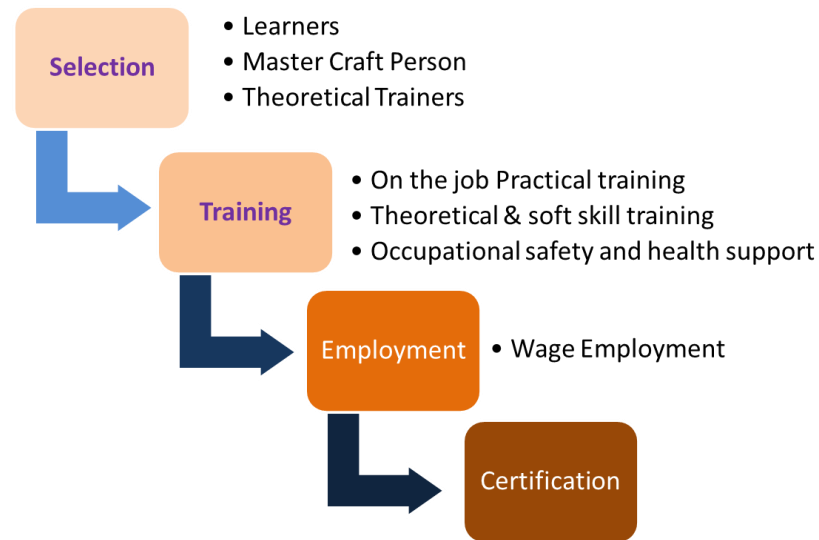 Selection
• Learners
• Master Craft Person
• Theoretical Trainers
Training
• On the job Practical training
• Theoretical & soft skill training
• Occupational safety and health support
Employment
• Wage Employment
Certification